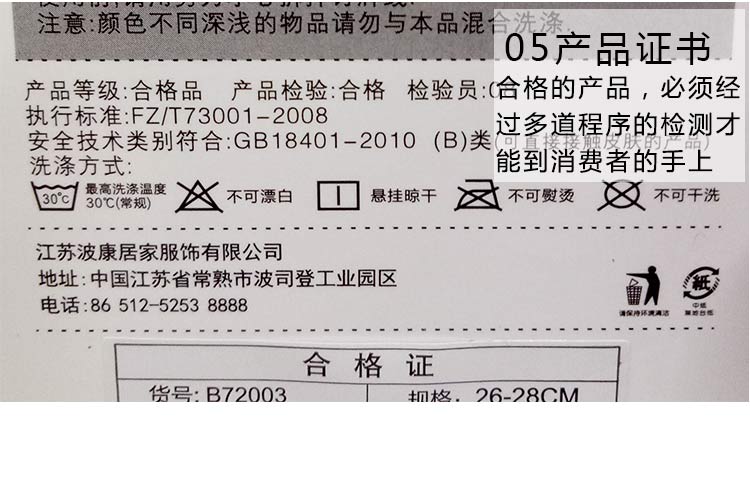 注意:颜色不同深浅的物品请勿与本品混合洗涤.
05产品证书
合格的产品，必须经
过多道程序的检测才
能到消费者的手上
产品等级:合格品 产品检验:合格 检验员:08
执行标准:FZ/T73001-2008
安全技术类别符合:GB18401-2010 (B)类(可直接接触皮肤的产品)
洗涤方式:
30℃ 最高洗涤温度
30℃(常规)
不可漂白
悬挂晾干
不可熨烫
不可干洗
江苏波康居家服饰有限公司
地址:中国江苏省常熟市波司登工业园区
电话:86 512-5253 8888
请保持环境清洁
紙
合格证
货号: B72003 规格: 26-28CM